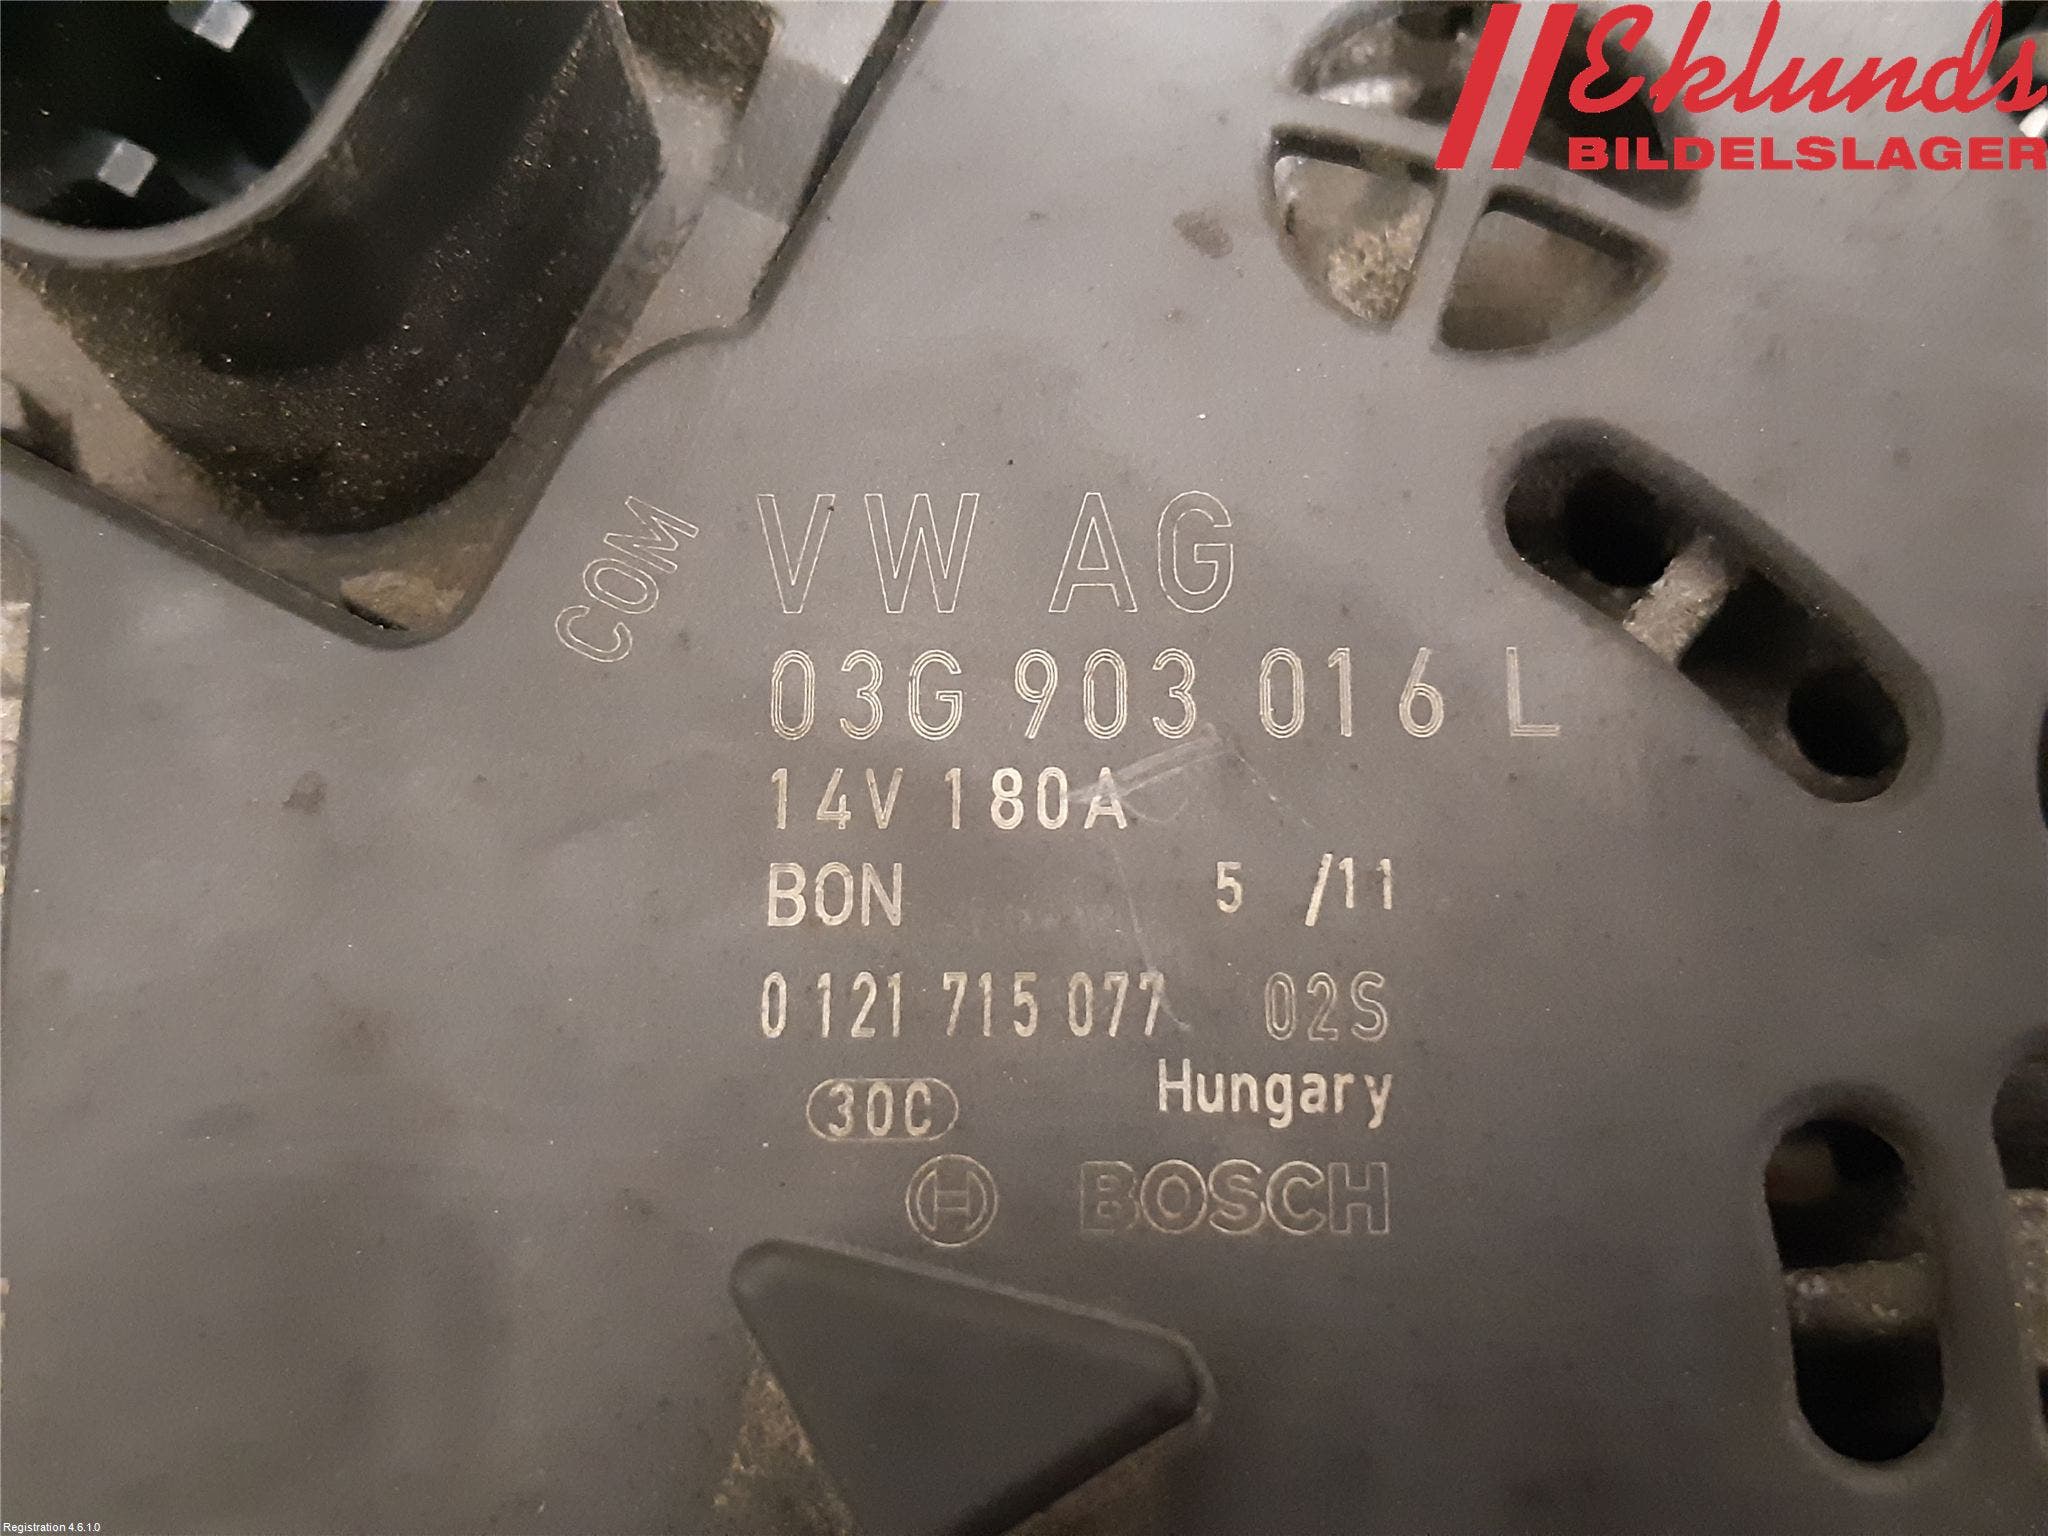 Eklunds
BILDELSLAGER
COM
VW AG
03G 903 016 L
14V 180A
BON 5 /11
0 121 715 077 02S
Hungary
30C
BOSCH
Registration 4.6.1.0